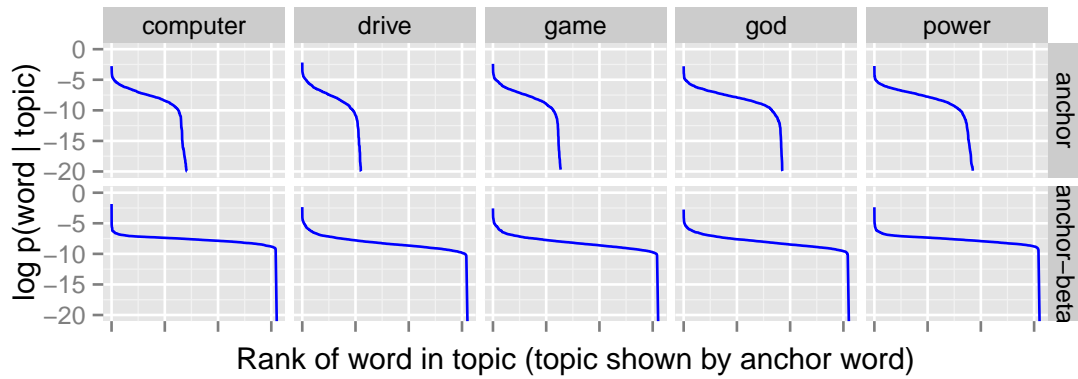 computer drive game god power
log p(word | topic)
0
−5
−10
−15
−20
anchor
0
−5
−10
−15
−20
anchor−beta
Rank of word in topic (topic shown by anchor word)